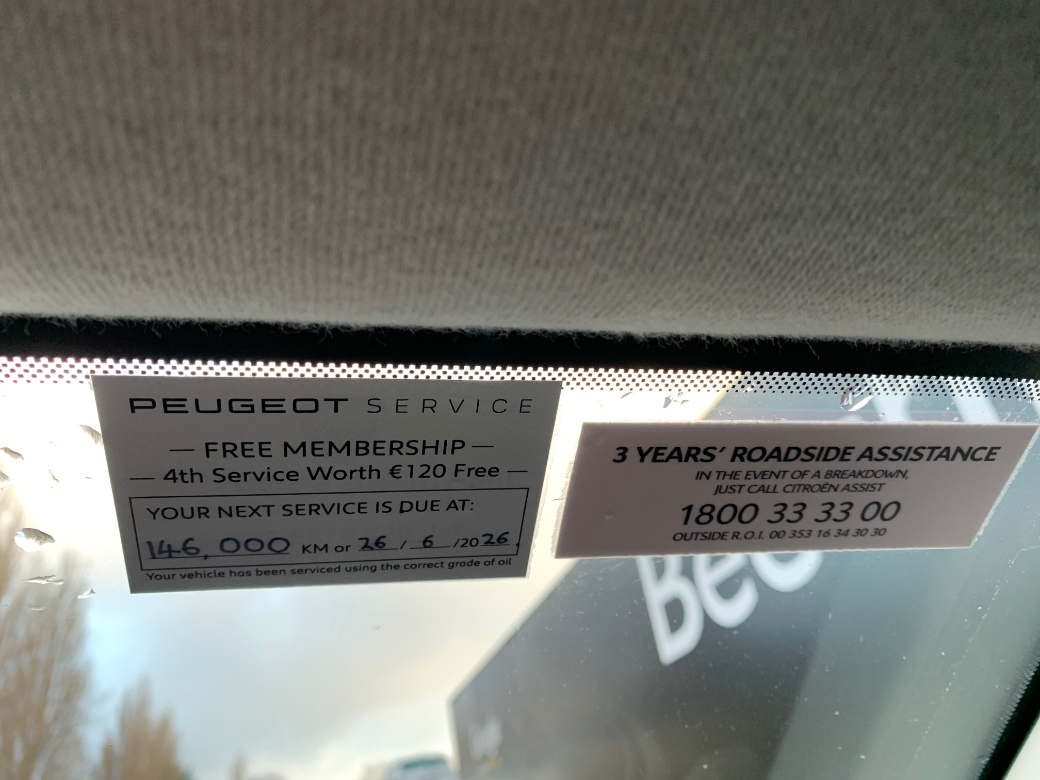 PEUGEOT SERVICE
— FREE MEMBERSHIP —
— 4th Service Worth €120 Free —
YOUR NEXT SERVICE IS DUE AT:
146,000 KM or 26 / 6 /2026.
Your vehicle has been serviced using the correct grade of oil
3 YEARS' ROADSIDE ASSISTANCE
IN THE EVENT OF A BREAKDOWN,
JUST CALL CITROËN ASSIST
1800 33 33 00
OUTSIDE R.O.I. 00 353 16 34 30 30